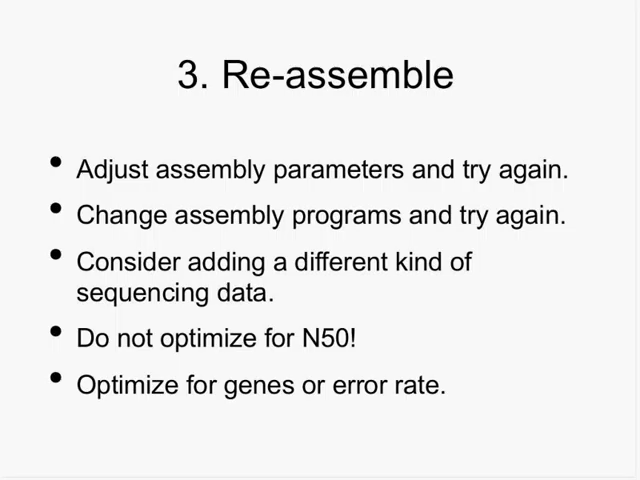 3. Re-assemble
• Adjust assembly parameters and try again.
• Change assembly programs and try again.
• Consider adding a different kind of
sequencing data.
• Do not optimize for N50!
• Optimize for genes or error rate.